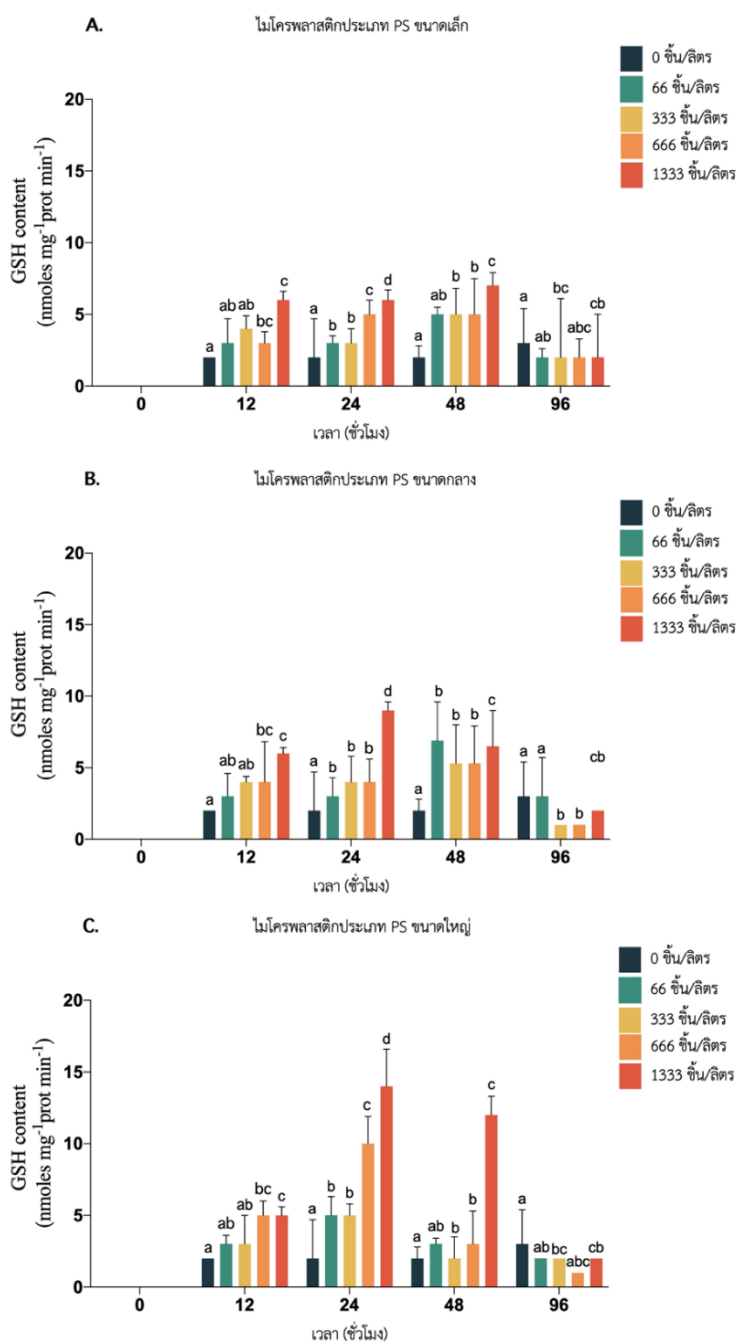 A.
ไมโครพลาสติกประเภท PS ขนาดเล็ก
0 ชิ้น/ลิตร
66 ชิ้น/ลิตร
333 ชิ้น/ลิตร
666 ชิ้น/ลิตร
1333 ชิ้น/ลิตร
GSH content
(nmoles mg⁻¹prot min⁻¹)
20
15
10
5
0
a ab ab bc c
a b b c d
a ab b b c
a ab bc abc cb
0 12 24 48 96
เวลา (ชั่วโมง)
B.
ไมโครพลาสติกประเภท PS ขนาดกลาง
0 ชิ้น/ลิตร
66 ชิ้น/ลิตร
333 ชิ้น/ลิตร
666 ชิ้น/ลิตร
1333 ชิ้น/ลิตร
GSH content
(nmoles mg⁻¹prot min⁻¹)
20
15
10
5
0
a ab ab bc c
a b b b d
a b b b c
a a b b cb
0 12 24 48 96
เวลา (ชั่วโมง)
C.
ไมโครพลาสติกประเภท PS ขนาดใหญ่
0 ชิ้น/ลิตร
66 ชิ้น/ลิตร
333 ชิ้น/ลิตร
666 ชิ้น/ลิตร
1333 ชิ้น/ลิตร
GSH content
(nmoles mg⁻¹prot min⁻¹)
20
15
10
5
0
a ab ab bc c
a b b c d
a ab b b c
a ab bc abc cb
0 12 24 48 96
เวลา (ชั่วโมง)